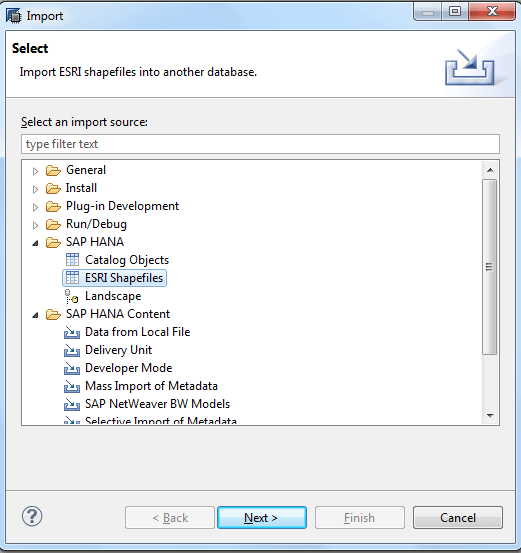 Import
Select
Import ESRI shapefiles into another database.
Select an import source:
type filter text
General
Install
Plug-in Development
Run/Debug
SAP HANA
Catalog Objects
ESRI Shapefiles
Landscape
SAP HANA Content
Data from Local File
Delivery Unit
Developer Mode
Mass Import of Metadata
SAP NetWeaver BW Models
Selective Import of Metadata
? < Back Next > Finish Cancel